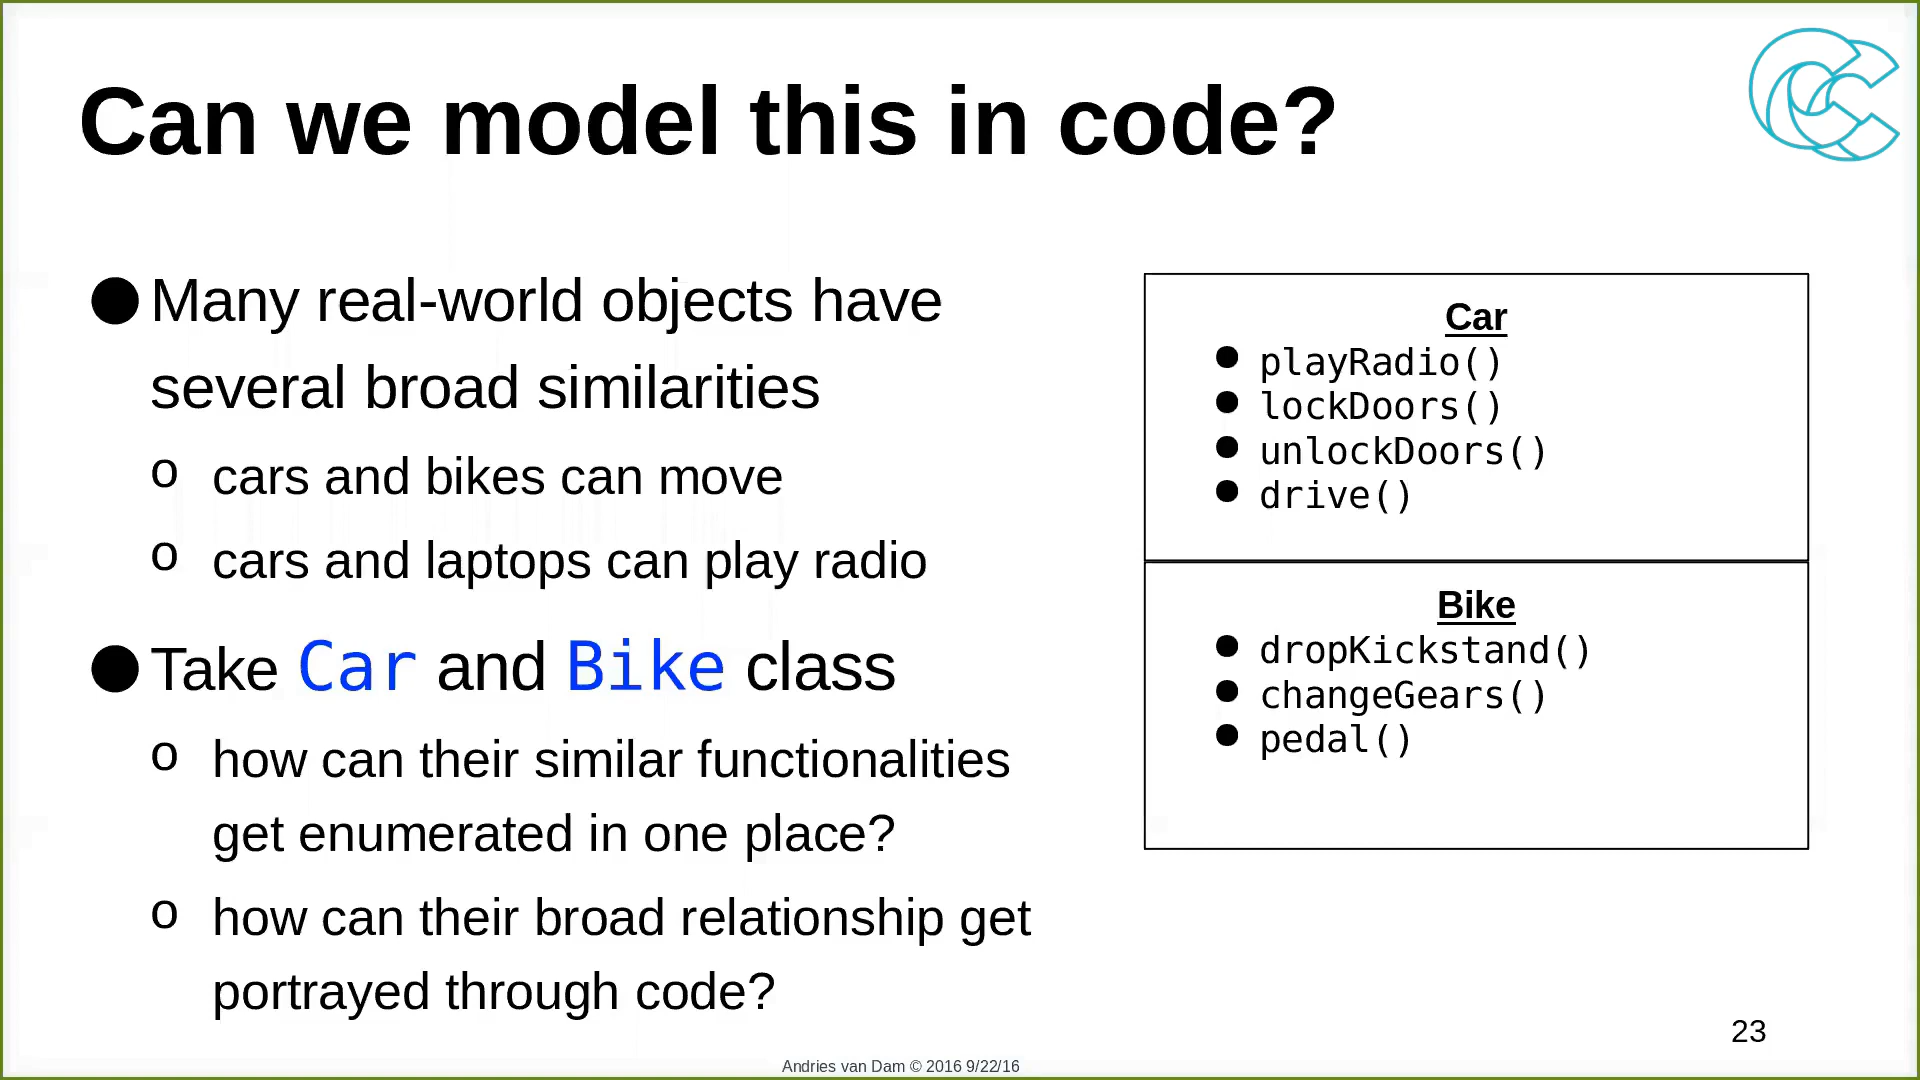 Can we model this in code?
● Many real-world objects have
several broad similarities
o cars and bikes can move
o cars and laptops can play radio
● Take Car and Bike class
o how can their similar functionalities
get enumerated in one place?
o how can their broad relationship get
portrayed through code?
Car
● playRadio()
● lockDoors()
● unlockDoors()
● drive()
Bike
● dropKickstand()
● changeGears()
● pedal()
23
Andries van Dam © 2016 9/22/16